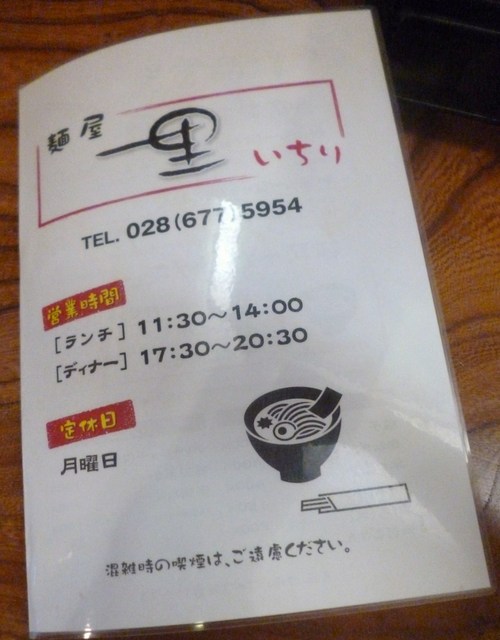 麺屋 一里 いちり
TEL. 028(677)5954
営業時間
[ランチ] 11:30～14:00
[ディナー] 17:30～20:30
定休日
月曜日
混雑時の喫煙は、ご遠慮ください。